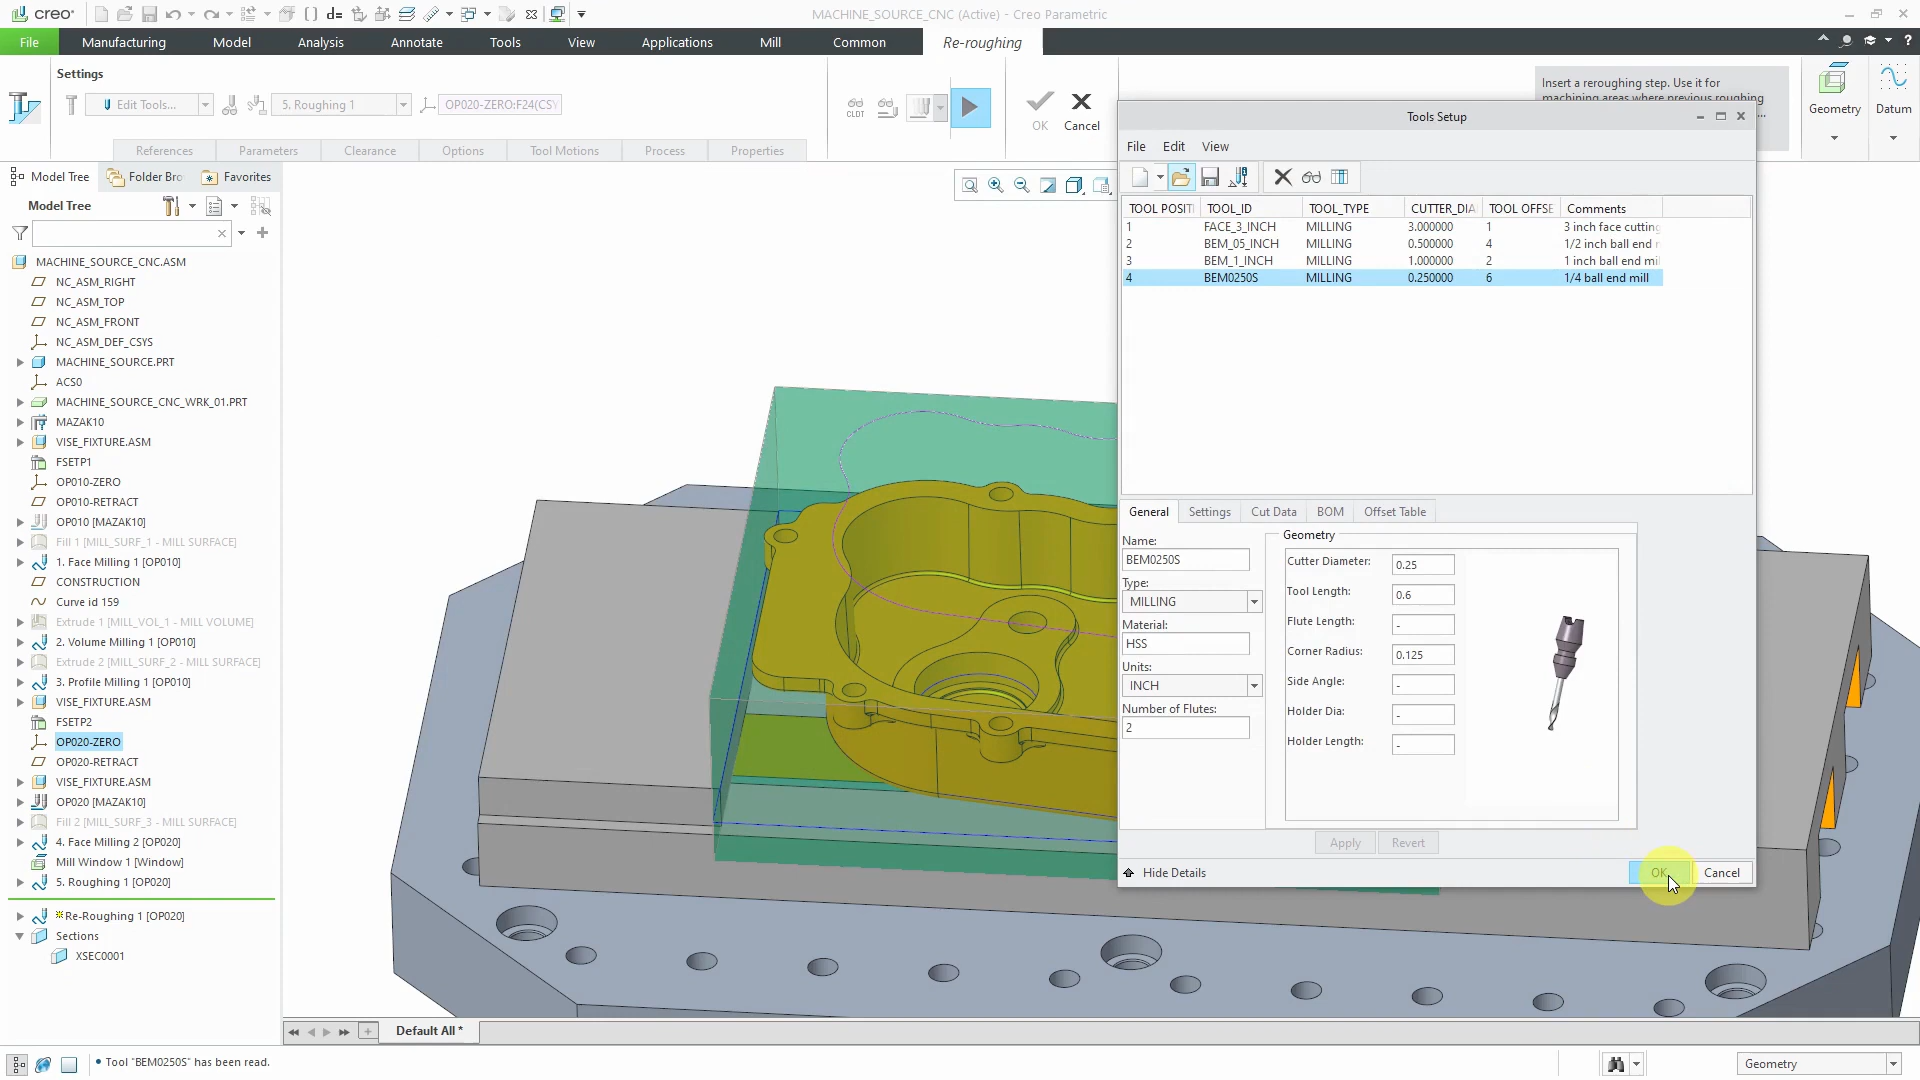 creo
d=
MACHINE_SOURCE_CNC (Active) - Creo Parametric
File
Manufacturing
Model
Analysis
Annotate
Tools
View
Applications
Mill
Common
Re-roughing
Settings
Edit Tools...
5. Roughing 1
OP020-ZERO:F24(CSY
CLDT
OK
Cancel
Insert a reroughing step. Use it for
machining areas where previous roughing
Geometry
Datum
References
Parameters
Clearance
Options
Tool Motions
Process
Properties
Model Tree
Folder Bro
Favorites
Model Tree
MACHINE_SOURCE_CNC.ASM
NC_ASM_RIGHT
NC_ASM_TOP
NC_ASM_FRONT
NC_ASM_DEF_CSYS
MACHINE_SOURCE.PRT
ACS0
MACHINE_SOURCE_CNC_WRK_01.PRT
MAZAK10
VISE_FIXTURE.ASM
FSETP1
OP010-ZERO
OP010-RETRACT
OP010 [MAZAK10]
Fill 1 [MILL_SURF_1 - MILL SURFACE]
1. Face Milling 1 [OP010]
CONSTRUCTION
Curve id 159
Extrude 1 [MILL_VOL_1 - MILL VOLUME]
2. Volume Milling 1 [OP010]
Extrude 2 [MILL_SURF_2 - MILL SURFACE]
3. Profile Milling 1 [OP010]
VISE_FIXTURE.ASM
FSETP2
OP020-ZERO
OP020-RETRACT
VISE_FIXTURE.ASM
OP020 [MAZAK10]
Fill 2 [MILL_SURF_3 - MILL SURFACE]
4. Face Milling 2 [OP020]
Mill Window 1 [Window]
5. Roughing 1 [OP020]
Re-Roughing 1 [OP020]
Sections
XSEC0001
Tools Setup
File Edit View
TOOL POSITI TOOL_ID TOOL_TYPE CUTTER_DIA TOOL OFFSE Comments
1 FACE_3_INCH MILLING 3.000000 1 3 inch face cutting
2 BEM_05_INCH MILLING 0.500000 4 1/2 inch ball end m
3 BEM_1_INCH MILLING 1.000000 2 1 inch ball end mil
4 BEM0250S MILLING 0.250000 6 1/4 ball end mill
General Settings Cut Data BOM Offset Table
Name:
BEM0250S
Type:
MILLING
Material:
HSS
Units:
INCH
Number of Flutes:
2
Geometry
Cutter Diameter: 0.25
Tool Length: 0.6
Flute Length: -
Corner Radius: 0.125
Side Angle: -
Holder Dia: -
Holder Length: -
Apply Revert
Hide Details
OK Cancel
Default All *
Tool "BEM0250S" has been read.
Geometry